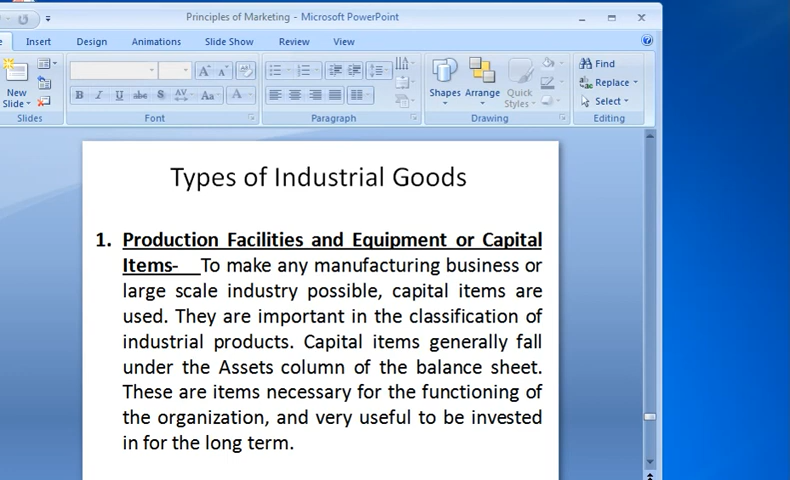 Principles of Marketing - Microsoft PowerPoint
Insert Design Animations Slide Show Review View
New Slide
Slides
B I U abe S AV Aa A
Font
Paragraph
Shapes Arrange Quick Styles
Drawing
Find
Replace
Select
Editing
Types of Industrial Goods
1. Production Facilities and Equipment or Capital
Items- To make any manufacturing business or
large scale industry possible, capital items are
used. They are important in the classification of
industrial products. Capital items generally fall
under the Assets column of the balance sheet.
These are items necessary for the functioning of
the organization, and very useful to be invested
in for the long term.